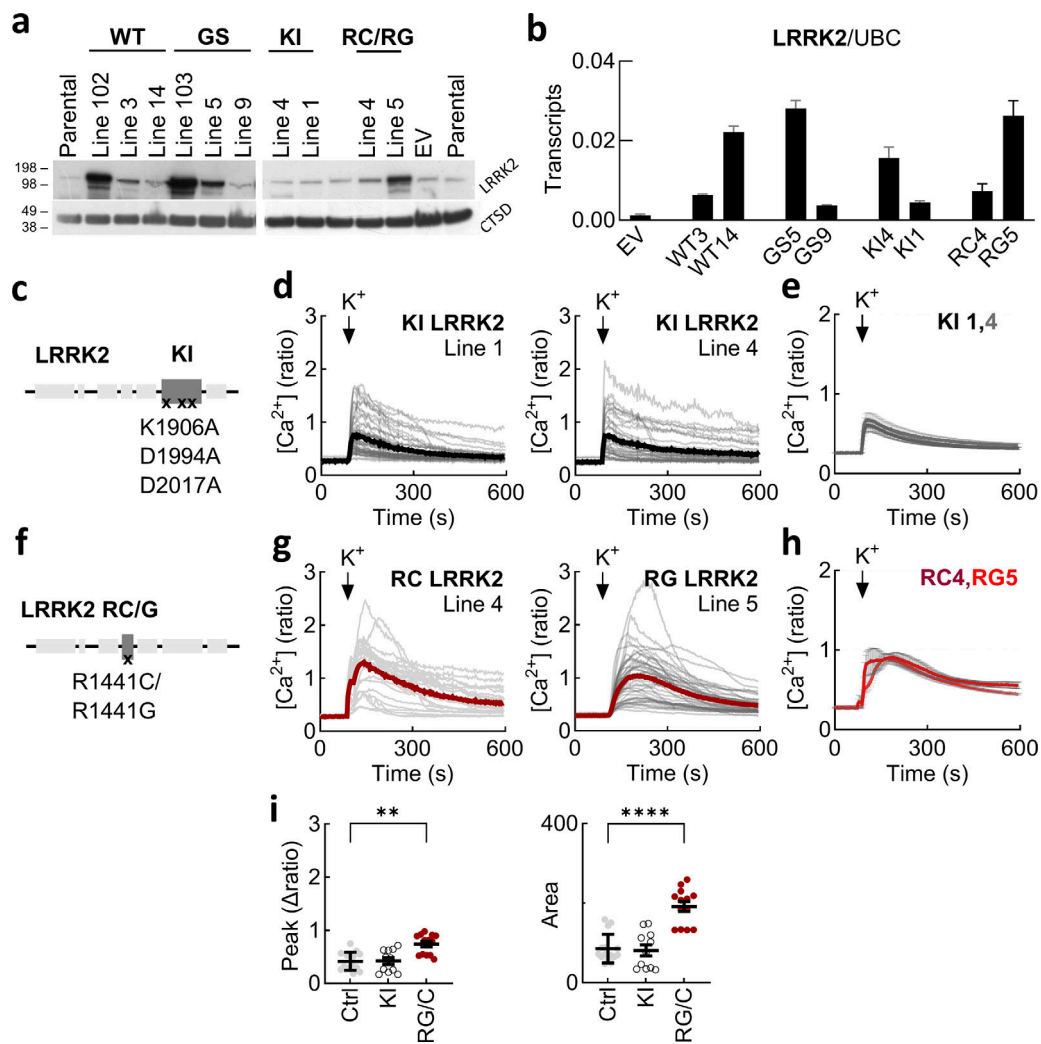 a
WT
GS
KI
RC/RG
Parental
Line 102
Line 3
Line 14
Line 103
Line 5
Line 9
Line 4
Line 1
Line 4
Line 5
EV
Parental
198
98
49
38
LRRK2
CTSD
b
LRRK2/UBC
Transcripts
0.04
0.02
0.00
EV
WT3
WT14
GS5
GS9
KI4
KI1
RC4
RG5
c
LRRK2
KI
x xx
K1906A
D1994A
D2017A
d
K+
KI LRRK2
Line 1
[Ca2+] (ratio)
3
2
1
0
0 300 600
Time (s)
K+
KI LRRK2
Line 4
[Ca2+] (ratio)
3
2
1
0
0 300 600
Time (s)
e
K+
KI 1,4
[Ca2+] (ratio)
2
1
0
0 300 600
Time (s)
f
LRRK2 RC/G
x
R1441C/
R1441G
g
K+
RC LRRK2
Line 4
[Ca2+] (ratio)
3
2
1
0
0 300 600
Time (s)
K+
RG LRRK2
Line 5
[Ca2+] (ratio)
3
2
1
0
0 300 600
Time (s)
h
K+
RC4,RG5
[Ca2+] (ratio)
2
1
0
0 300 600
Time (s)
i
**
Peak (Δratio)
3
2
1
0
Ctrl
KI
RG/C
****
Area
400
0
Ctrl
KI
RG/C